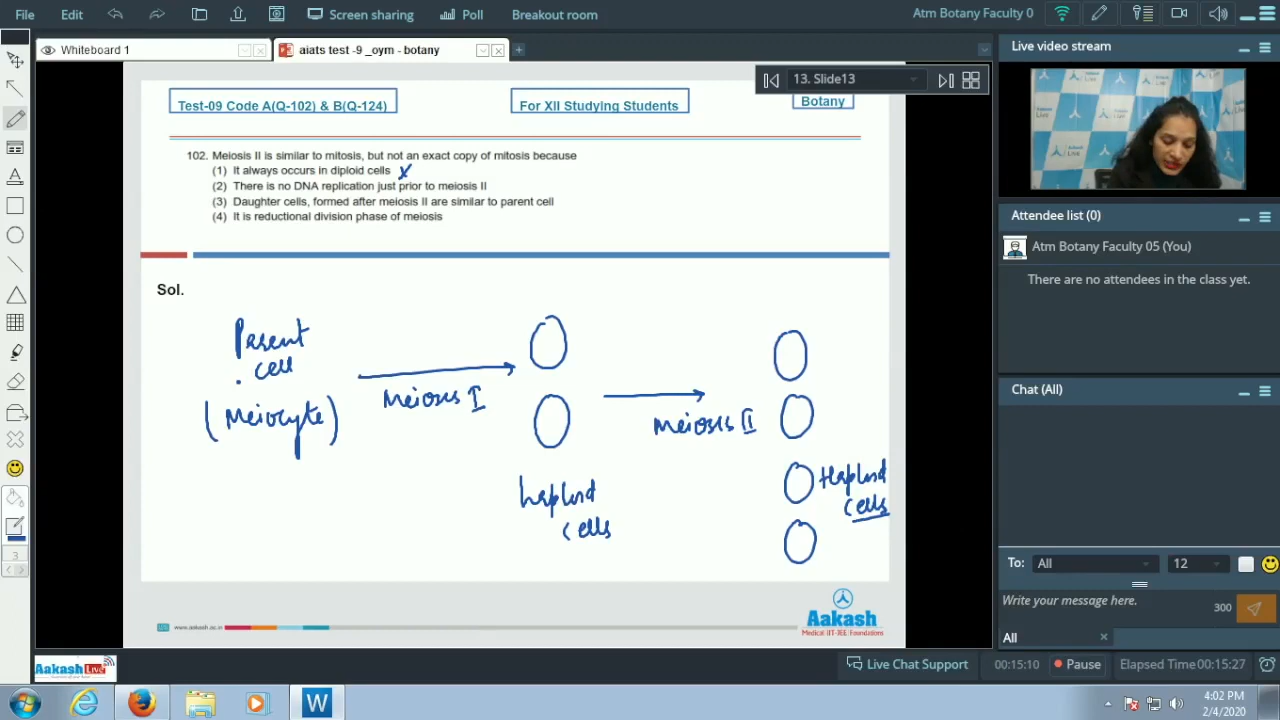 File Edit Screen sharing Poll Breakout room Atm Botany Faculty 0
Whiteboard 1 aiats test -9 _oym - botany
Live video stream
13. Slide13
Test-09 Code A(Q-102) & B(Q-124) For XII Studying Students Botany
102. Meiosis II is similar to mitosis, but not an exact copy of mitosis because
(1) It always occurs in diploid cells x
(2) There is no DNA replication just prior to meiosis II
(3) Daughter cells, formed after meiosis II are similar to parent cell
(4) It is reductional division phase of meiosis
Sol.
Parent
cell
(Meiocyte)
Meiosis I
haploid
cells
Meiosis II
Haploid
cells
www.aakash.ac.in
Aakash
Medical IIT-JEE Foundations
Attendee list (0)
Atm Botany Faculty 05 (You)
There are no attendees in the class yet.
Chat (All)
To: All 12
Write your message here. 300
All
3
Aakash Live
Live Chat Support 00:15:10 Pause Elapsed Time 00:15:27
W
4:02 PM
2/4/2020